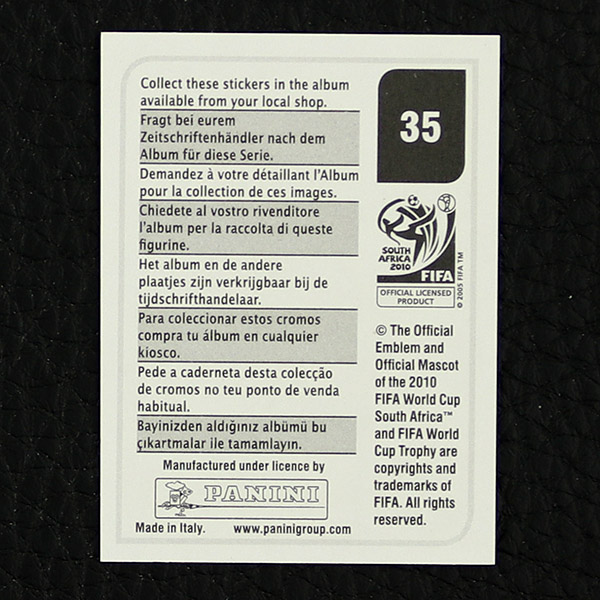 Collect these stickers in the album
available from your local shop.
Fragt bei eurem
Zeitschriftenhändler nach dem
Album für diese Serie.
Demandez à votre détaillant l'Album
pour la collection de ces images.
Chiedete al vostro rivenditore
l'album per la raccolta di queste
figurine.
Het album en de andere
plaatjes zijn verkrijgbaar bij de
tijdschrifthandelaar.
Para coleccionar estos cromos
compra tu álbum en cualquier
kiosco.
Pede a caderneta desta colecção
de cromos no teu ponto de venda
habitual.
Bayinizden aldığınız albümü bu
çıkartmalar ile tamamlayın.
Manufactured under licence by
PANINI
Made in Italy. www.paninigroup.com
35
SOUTH
AFRICA
2010
FIFA
OFFICIAL LICENSED
PRODUCT
© 2005 FIFA TM
© The Official
Emblem and
Official Mascot
of the 2010
FIFA World Cup
South Africa™
and FIFA World
Cup Trophy are
copyrights and
trademarks of
FIFA. All rights
reserved.